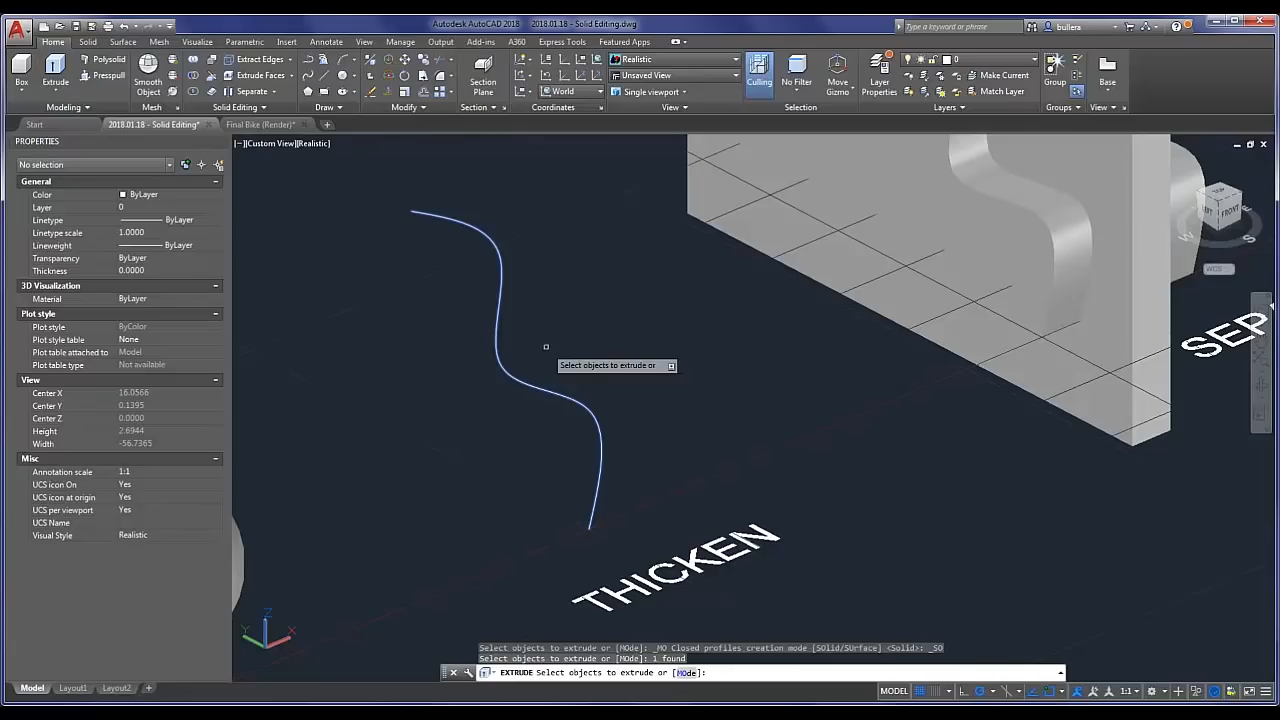 Autodesk AutoCAD 2018 2018.01.18 - Solid Editing.dwg
Type a keyword or phrase
bullera
Home Solid Surface Mesh Visualize Parametric Insert Annotate View Manage Output Add-ins A360 Express Tools Featured Apps
Box
Extrude
Polysolid
Presspull
Smooth
Object
Extract Edges
Extrude Faces
Separate
Section
Plane
World
Realistic
Unsaved View
Single viewport
Culling
No Filter
Move
Gizmo
Layer
Properties
0
Make Current
Match Layer
Group
Base
Modeling Mesh Solid Editing Draw Modify Section Coordinates View Selection Layers Groups View
Start 2018.01.18 - Solid Editing* Final Bike (Render)*
PROPERTIES
No selection
General
Color ByLayer
Layer 0
Linetype ByLayer
Linetype scale 1.0000
Lineweight ByLayer
Transparency ByLayer
Thickness 0.0000
3D Visualization
Material ByLayer
Plot style
Plot style ByColor
Plot style table None
Plot table attached to Model
Plot table type Not available
View
Center X 16.0566
Center Y 0.1395
Center Z 0.0000
Height 2.6944
Width -56.7365
Misc
Annotation scale 1:1
UCS icon On Yes
UCS icon at origin Yes
UCS per viewport Yes
UCS Name
Visual Style Realistic
[−][Custom View][Realistic]
TOP
LEFT FRONT
W E S
WCS
Select objects to extrude or
SEP
THICKEN
Z
Y X
Select objects to extrude or [MOde]: _MO Closed profiles creation mode [SOlid/SUrface] <Solid>: _SO
Select objects to extrude or [MOde]: 1 found
EXTRUDE Select objects to extrude or [MOde]:
Model Layout1 Layout2
MODEL 1:1